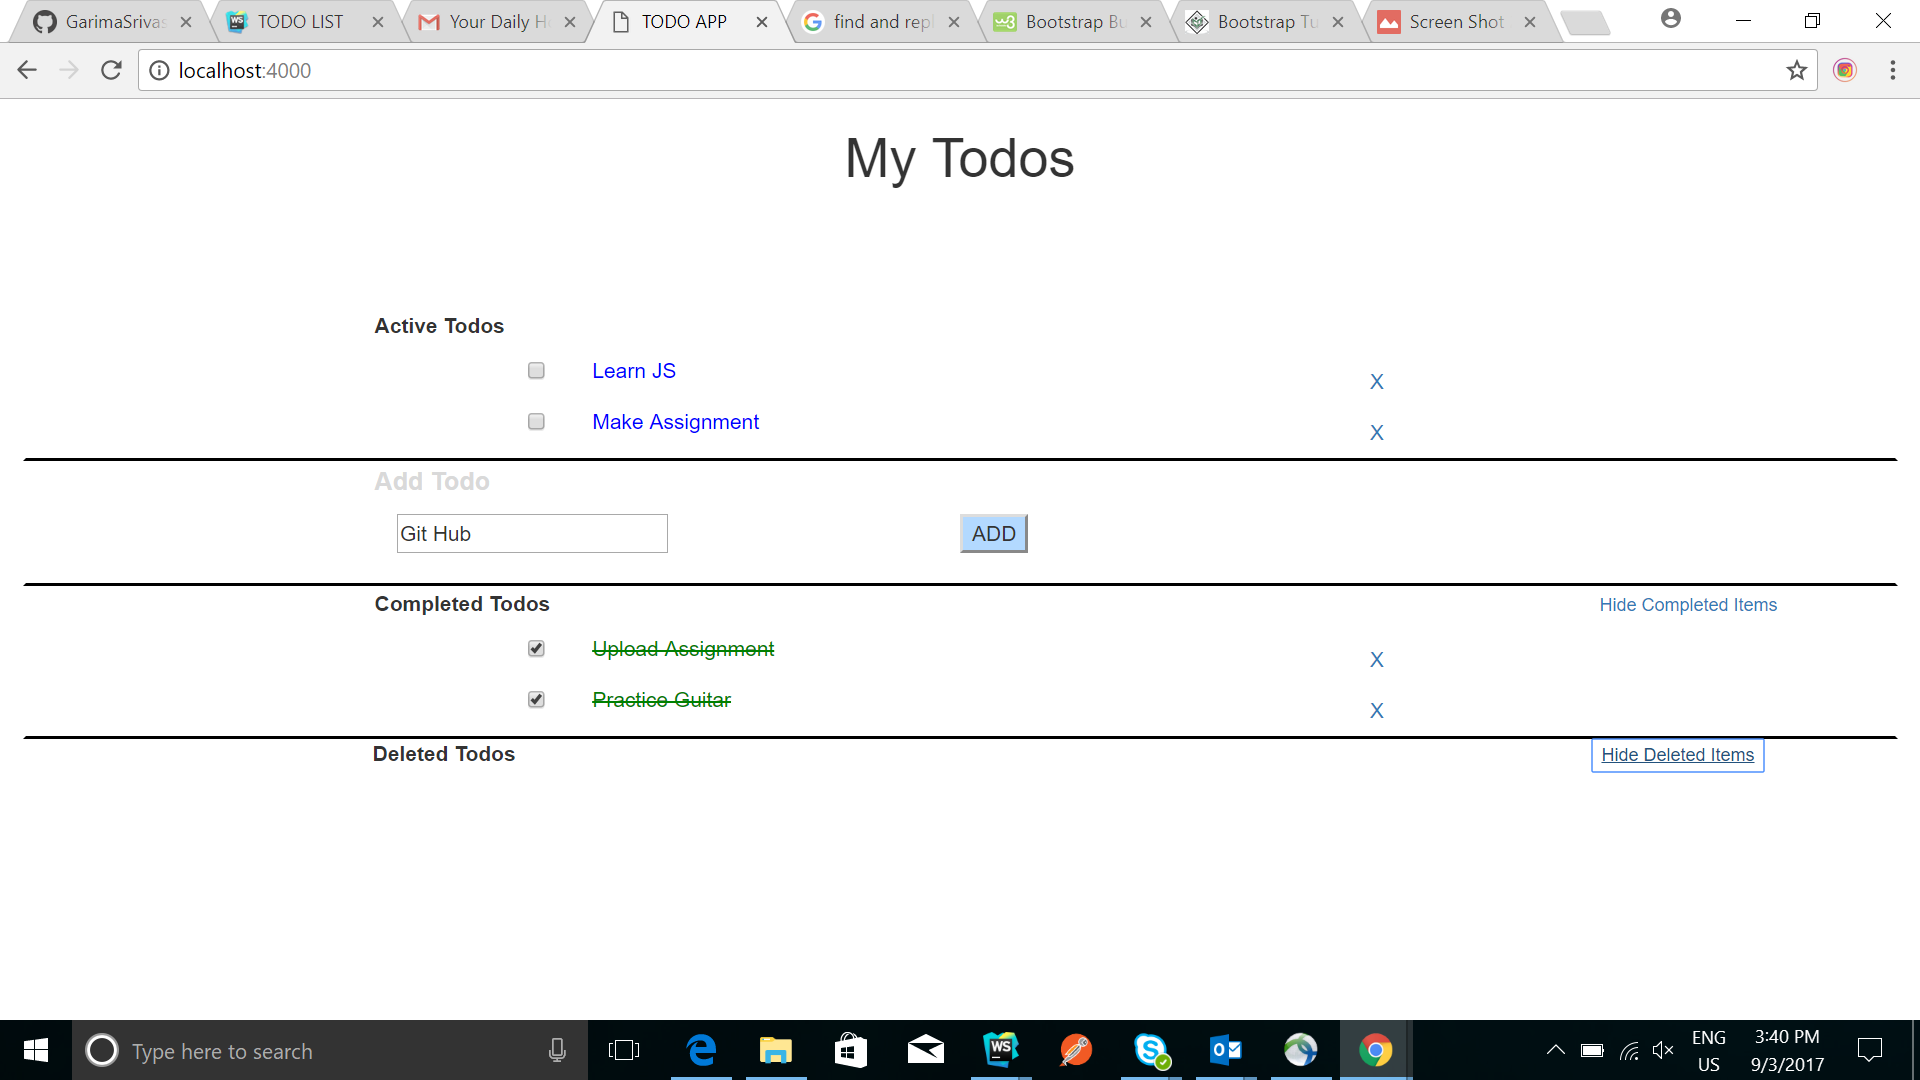 GarimaSrivas
TODO LIST
Your Daily H
TODO APP
find and repl
Bootstrap Bu
Bootstrap Tu
Screen Shot
localhost:4000
My Todos
Active Todos
Learn JS X
Make Assignment X
Add Todo
Git Hub ADD
Completed Todos Hide Completed Items
Upload Assignment X
Practice Guitar X
Deleted Todos Hide Deleted Items
Type here to search
ENG
US
3:40 PM
9/3/2017